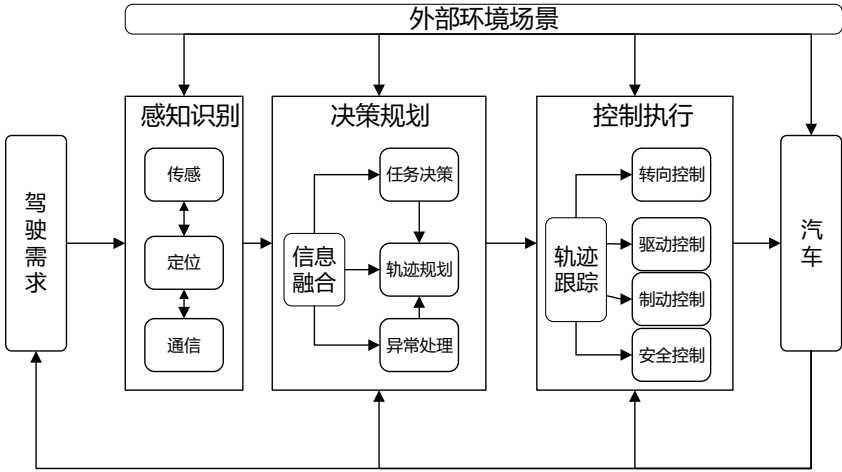 外部环境场景
驾驶需求
感知识别
传感
定位
通信
决策规划
信息
融合
任务决策
轨迹规划
异常处理
控制执行
轨迹
跟踪
转向控制
驱动控制
制动控制
安全控制
汽车